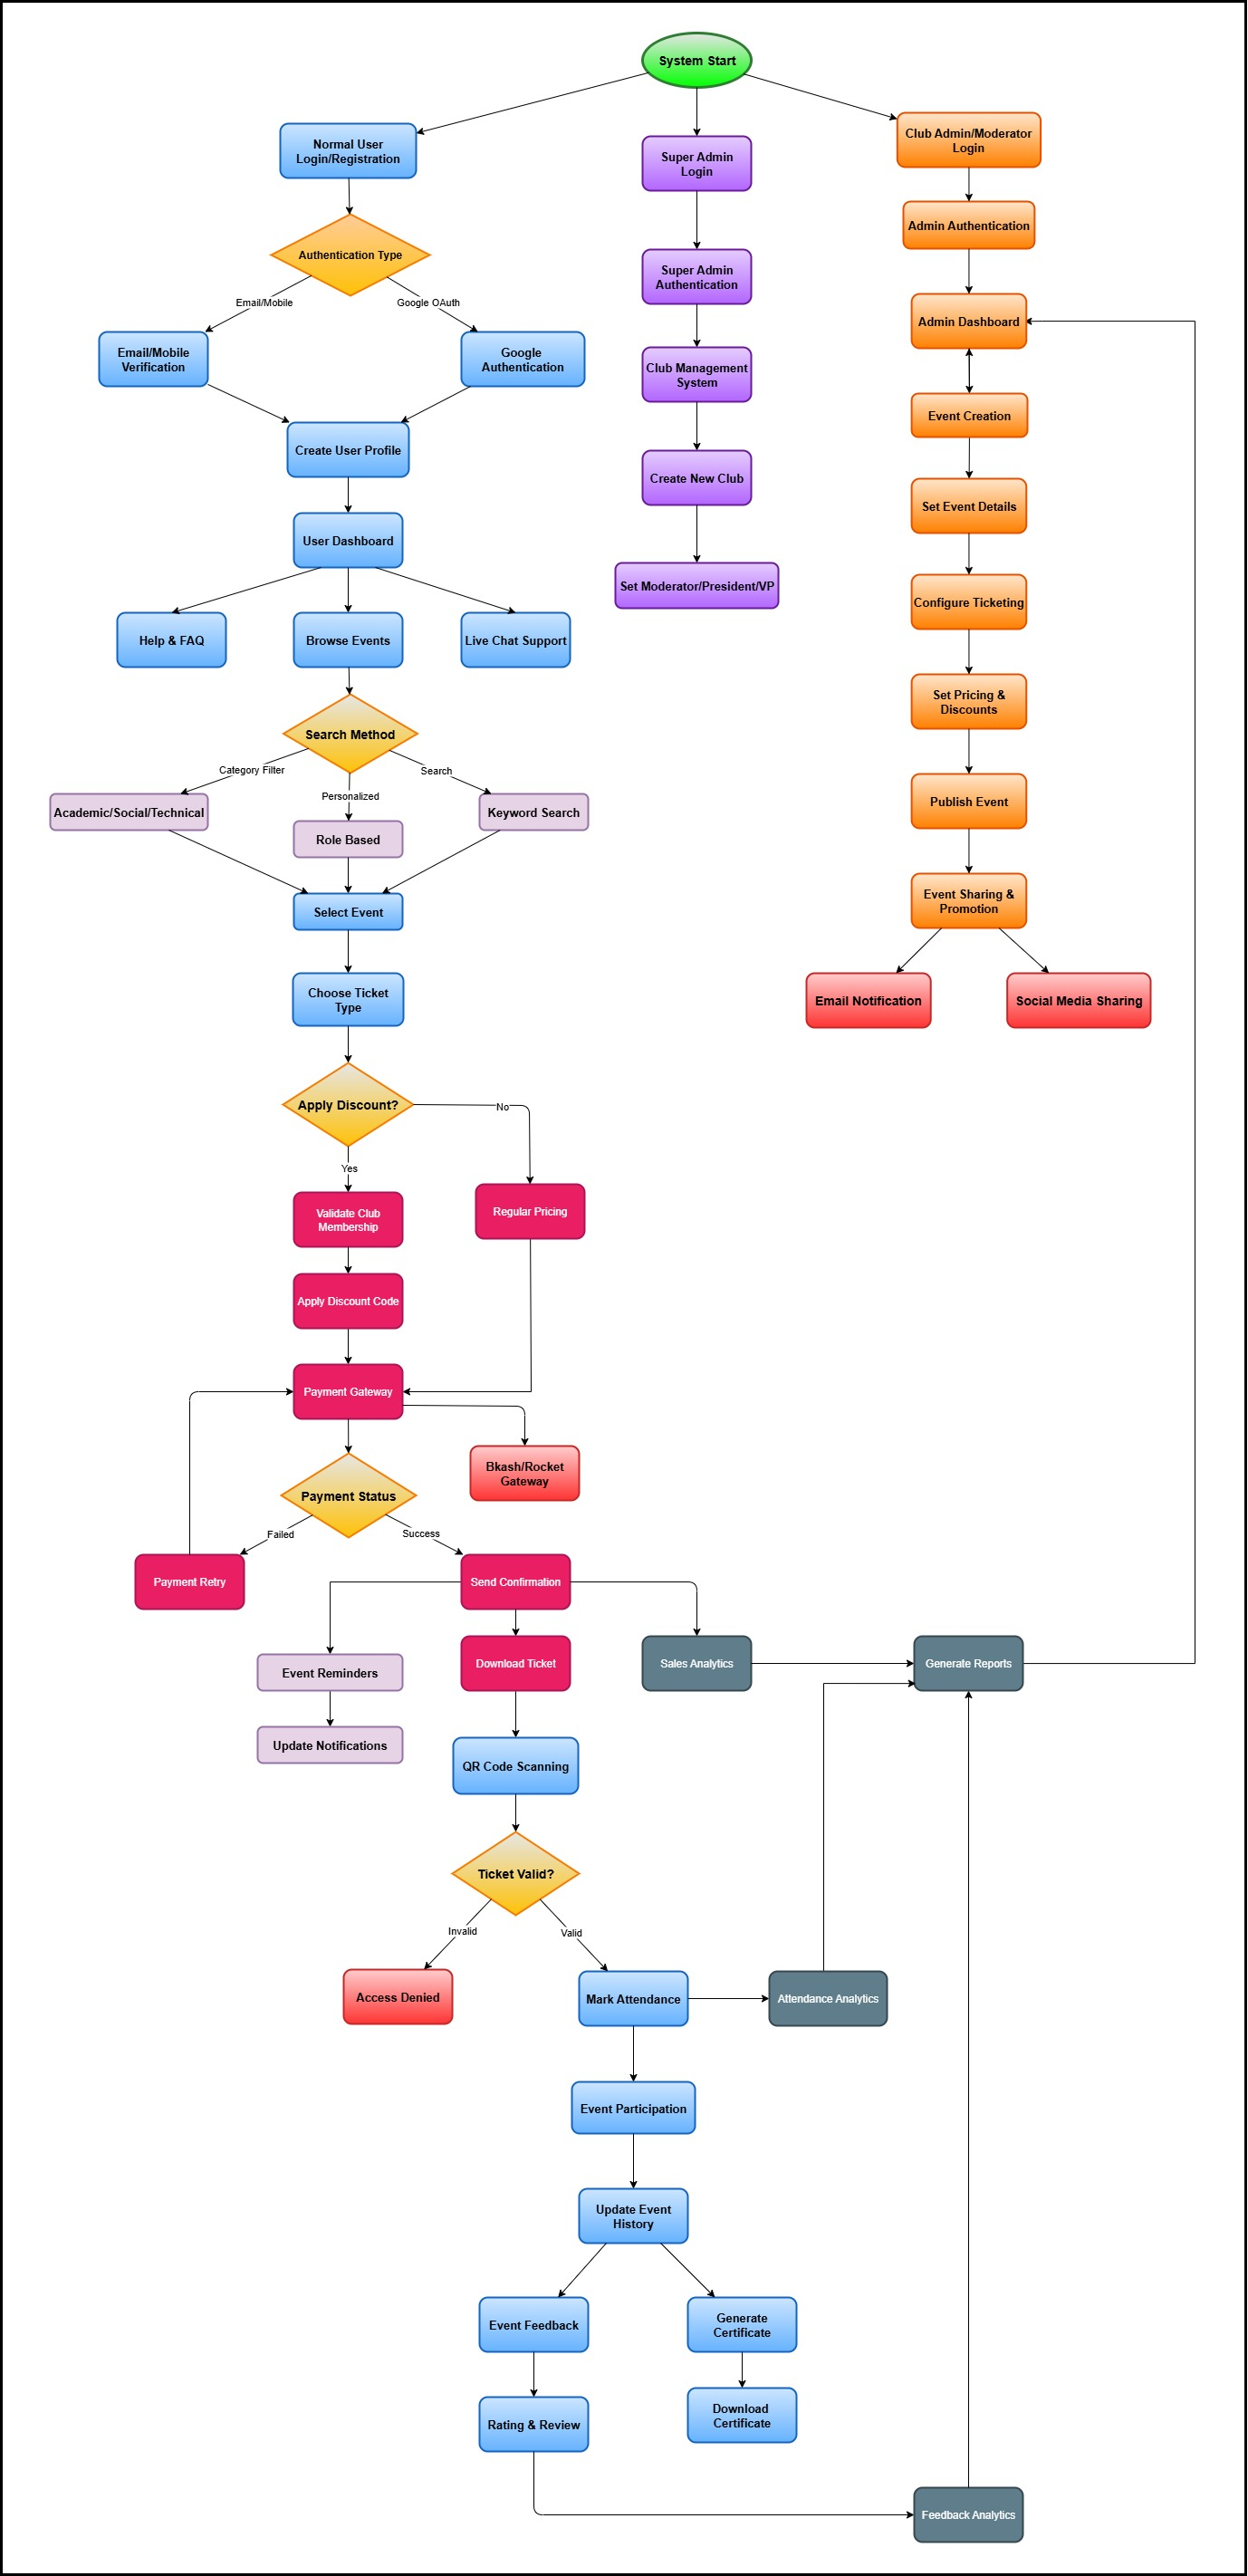 System Start
Normal User
Login/Registration
Super Admin
Login
Club Admin/Moderator
Login
Authentication Type
Admin Authentication
Email/Mobile
Google OAuth
Super Admin
Authentication
Admin Dashboard
Email/Mobile
Verification
Google
Authentication
Club Management
System
Event Creation
Create User Profile
Create New Club
Set Event Details
User Dashboard
Set Moderator/President/VP
Configure Ticketing
Help & FAQ
Browse Events
Live Chat Support
Set Pricing &
Discounts
Search Method
Category Filter
Personalized
Search
Academic/Social/Technical
Role Based
Keyword Search
Publish Event
Select Event
Event Sharing &
Promotion
Choose Ticket
Type
Email Notification
Social Media Sharing
Apply Discount?
No
Yes
Validate Club
Membership
Regular Pricing
Apply Discount Code
Payment Gateway
Bkash/Rocket
Gateway
Payment Status
Failed
Success
Payment Retry
Send Confirmation
Event Reminders
Download Ticket
Sales Analytics
Generate Reports
Update Notifications
QR Code Scanning
Ticket Valid?
Invalid
Valid
Access Denied
Mark Attendance
Attendance Analytics
Event Participation
Update Event
History
Event Feedback
Generate
Certificate
Rating & Review
Download
Certificate
Feedback Analytics